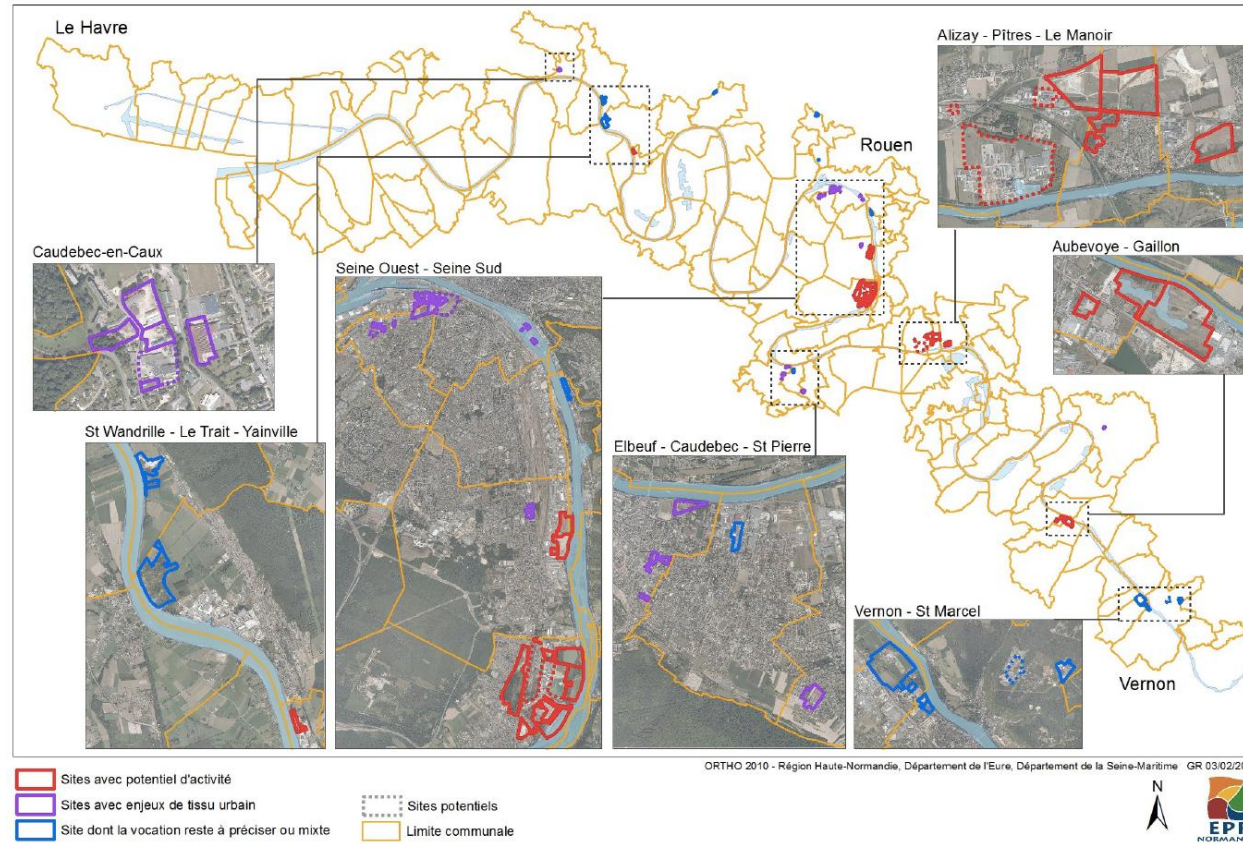 Le Havre
Alizay - Pîtres - Le Manoir
Rouen
Aubevoye - Gaillon
Caudebec-en-Caux
Seine Ouest - Seine Sud
St Wandrille - Le Trait - Yainville
Elbeuf - Caudebec - St Pierre
Vernon - St Marcel
Vernon
ORTHO 2010 - Région Haute-Normandie, Département de l'Eure, Département de la Seine-Maritime GR 03/02/20
Sites avec potentiel d'activité
Sites avec enjeux de tissu urbain
Site dont la vocation reste à préciser ou mixte
Sites potentiels
Limite communale
N